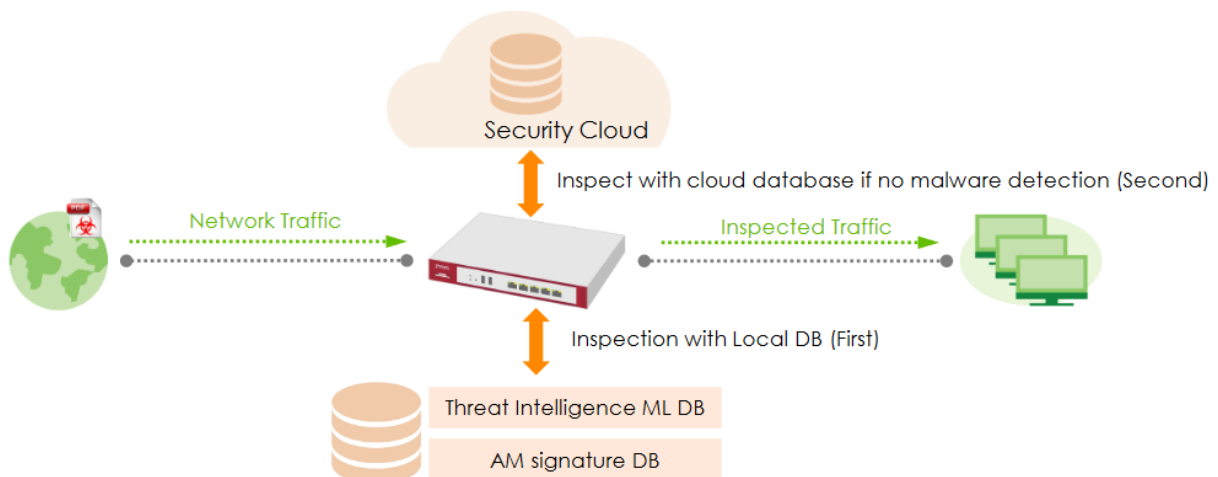 Security Cloud
Inspect with cloud database if no malware detection (Second)
PDF
Network Traffic
Inspected Traffic
Inspection with Local DB (First)
Threat Intelligence ML DB
AM signature DB